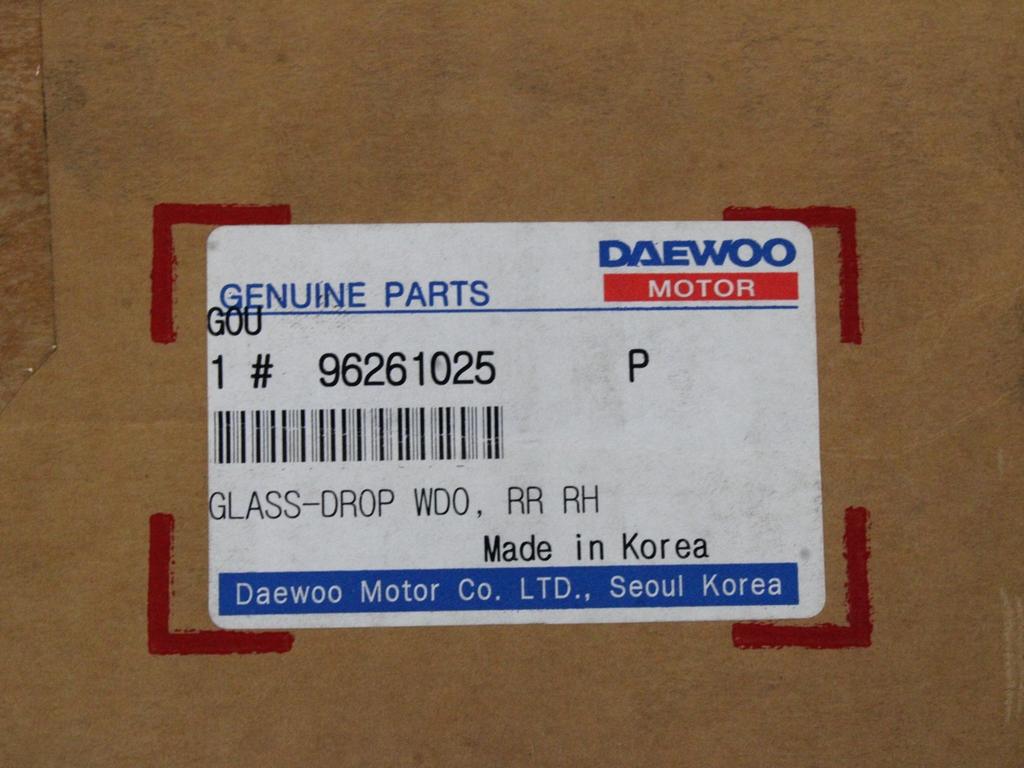 DAEWOO
MOTOR
GENUINE PARTS
GOU
1 # 96261025 P
GLASS-DROP WDO, RR RH
Made in Korea
Daewoo Motor Co. LTD., Seoul Korea